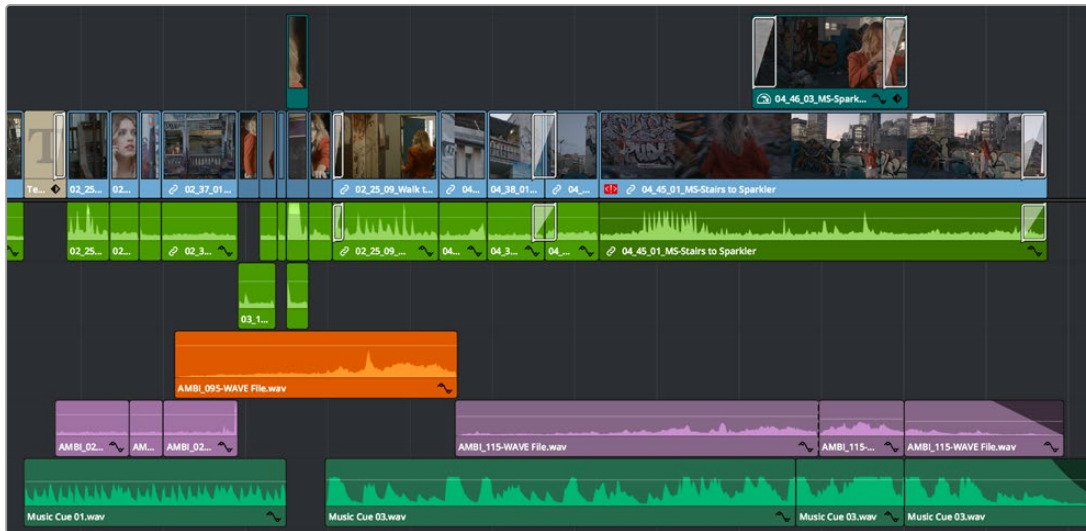 04_46_03_MS-Spark...
T
Te...
02_25...
02...
02_37_01...
02_25_09_Walk t...
04...
04_38_01...
04_...
04_45_01_MS-Stairs to Sparkler
02_25...
02...
02_3...
02_25_09_...
04...
04_3...
04_...
04_45_01_MS-Stairs to Sparkler
03_1...
AMBI_095-WAVE File.wav
AMBI_02...
AM...
AMBI_02...
AMBI_115-WAVE File.wav
AMBI_115-...
AMBI_115-WAVE File.wav
Music Cue 01.wav
Music Cue 03.wav
Music Cue 03.wav
Music Cue 03.wav